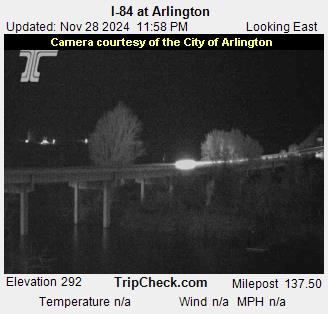 I-84 at Arlington
Updated: Nov 28 2024 11:58 PM Looking East
Camera courtesy of the City of Arlington
Elevation 292 TripCheck.com Milepost 137.50
Temperature n/a Wind n/a MPH n/a